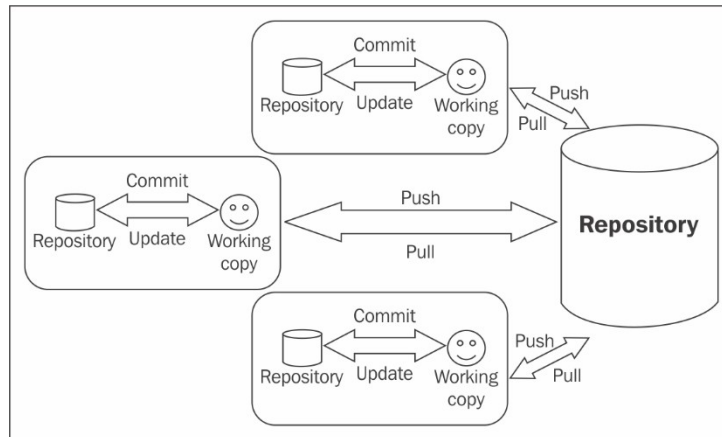 Commit
Repository
Update
Working
copy
Push
Pull
Commit
Repository
Update
Working
copy
Push
Pull
Repository
Commit
Repository
Update
Working
copy
Push
Pull